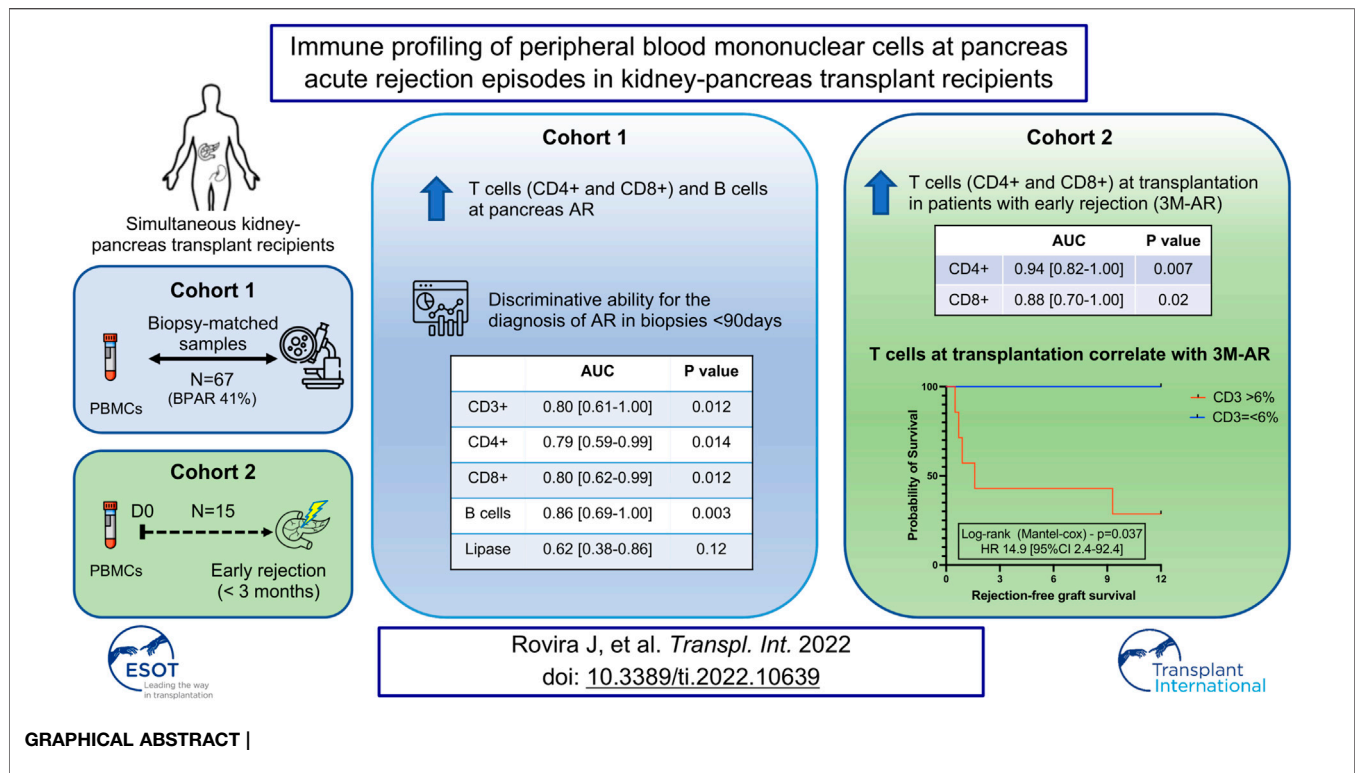 Immune profiling of peripheral blood mononuclear cells at pancreas
acute rejection episodes in kidney-pancreas transplant recipients
Simultaneous kidney-
pancreas transplant recipients
Cohort 1
Biopsy-matched
samples
N=67
(BPAR 41%)
PBMCs
Cohort 2
D0
N=15
PBMCs
Early rejection
(< 3 months)
Cohort 1
T cells (CD4+ and CD8+) and B cells
at pancreas AR
Discriminative ability for the
diagnosis of AR in biopsies <90days
AUC P value
CD3+ 0.80 [0.61-1.00] 0.012
CD4+ 0.79 [0.59-0.99] 0.014
CD8+ 0.80 [0.62-0.99] 0.012
B cells 0.86 [0.69-1.00] 0.003
Lipase 0.62 [0.38-0.86] 0.12
Cohort 2
T cells (CD4+ and CD8+) at transplantation
in patients with early rejection (3M-AR)
AUC P value
CD4+ 0.94 [0.82-1.00] 0.007
CD8+ 0.88 [0.70-1.00] 0.02
T cells at transplantation correlate with 3M-AR
Probability of Survival
100
50
0
CD3 >6%
CD3=<6%
Log-rank (Mantel-cox) - p=0.037
HR 14.9 [95%CI 2.4-92.4]
0 3 6 9 12
Rejection-free graft survival
ESOT
Leading the way
in transplantation
Rovira J, et al. Transpl. Int. 2022
doi: 10.3389/ti.2022.10639
Transplant
International
GRAPHICAL ABSTRACT |